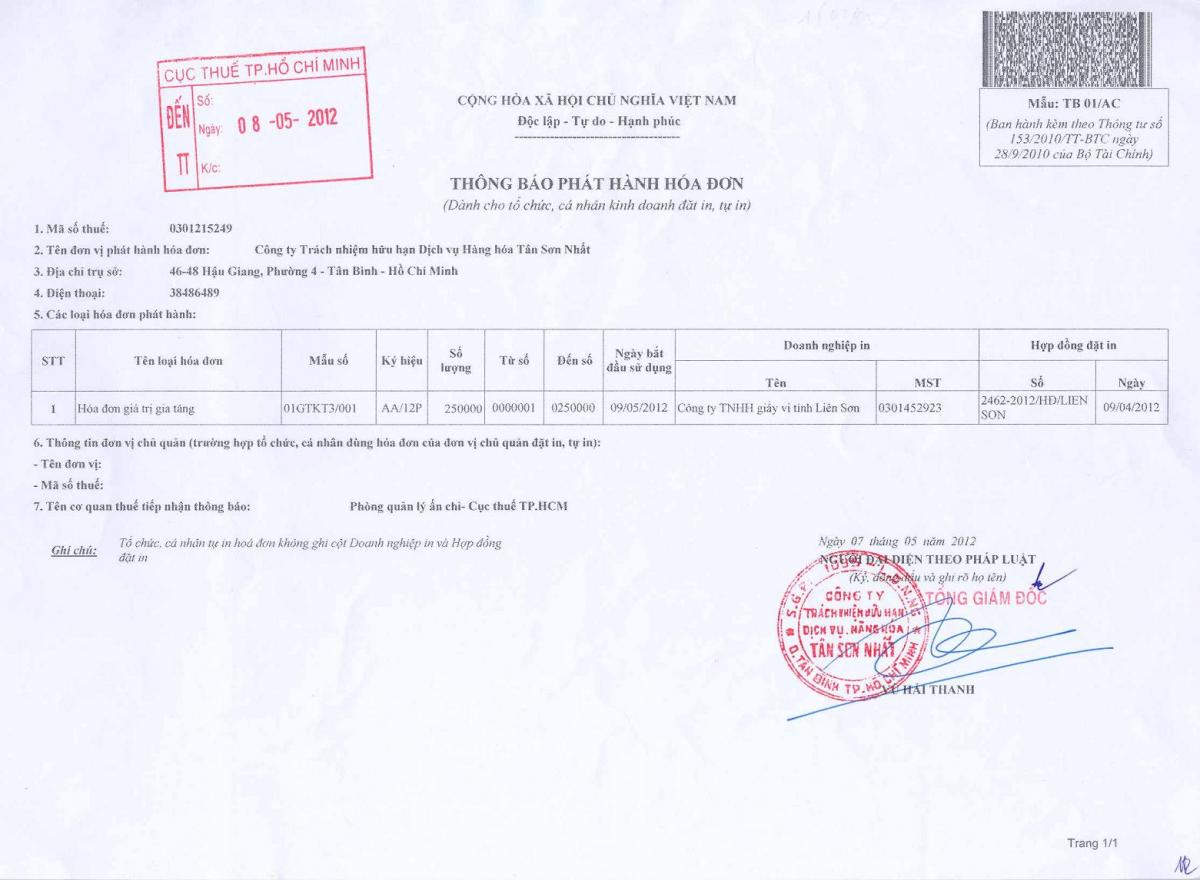 CỤC THUẾ TP.HỒ CHÍ MINH
ĐẾN
Số:
Ngày: 08 -05- 2012
TT
K/c:
CỘNG HÒA XÃ HỘI CHỦ NGHĨA VIỆT NAM
Độc lập - Tự do - Hạnh phúc
Mẫu: TB 01/AC
(Ban hành kèm theo Thông tư số
153/2010/TT-BTC ngày
28/9/2010 của Bộ Tài Chính)
THÔNG BÁO PHÁT HÀNH HÓA ĐƠN
(Dành cho tổ chức, cá nhân kinh doanh đặt in, tự in)
1. Mã số thuế: 0301215249
2. Tên đơn vị phát hành hóa đơn: Công ty Trách nhiệm hữu hạn Dịch vụ Hàng hóa Tân Sơn Nhất
3. Địa chỉ trụ sở: 46-48 Hậu Giang, Phường 4 - Tân Bình - Hồ Chí Minh
4. Điện thoại: 38486489
5. Các loại hóa đơn phát hành:
STT Tên loại hóa đơn Mẫu số Ký hiệu Số lượng Từ số Đến số Ngày bắt đầu sử dụng Doanh nghiệp in Hợp đồng đặt in
Tên MST Số Ngày
1 Hóa đơn giá trị gia tăng 01GTKT3/001 AA/12P 250000 0000001 0250000 09/05/2012 Công ty TNHH giấy vi tính Liên Sơn 0301452923 2462-2012/HĐ/LIEN SON 09/04/2012
6. Thông tin đơn vị chủ quản (trường hợp tổ chức, cá nhân dùng hóa đơn của đơn vị chủ quản đặt in, tự in):
- Tên đơn vị:
- Mã số thuế:
7. Tên cơ quan thuế tiếp nhận thông báo: Phòng quản lý ấn chỉ- Cục thuế TP.HCM
Ghi chú: Tổ chức, cá nhân tự in hoá đơn không ghi cột Doanh nghiệp in và Hợp đồng
đặt in
Ngày 07 tháng 05 năm 2012
NGƯỜI ĐẠI DIỆN THEO PHÁP LUẬT
(Ký, đóng dấu và ghi rõ họ tên)
TỔNG GIÁM ĐỐC
CÔNG TY
TRÁCH NHIỆM HỮU HẠN
DỊCH VỤ HÀNG HÓA
TÂN SƠN NHẤT
Q.TÂN BÌNH TP.HỒ CHÍ MINH
VŨ HẢI THANH
Trang 1/1